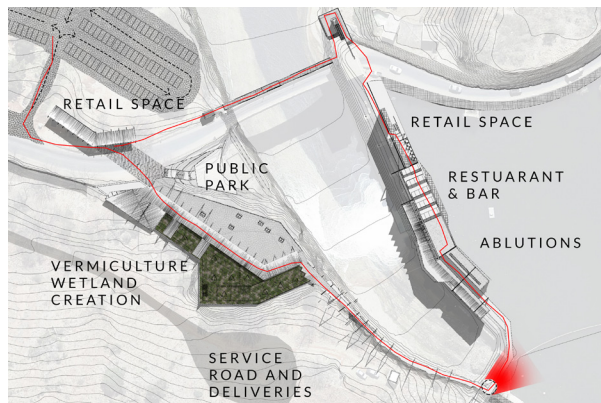 RETAIL SPACE
RETAIL SPACE
PUBLIC
PARK
RESTUARANT
& BAR
ABLUTIONS
VERMICULTURE
WETLAND
CREATION
SERVICE
ROAD AND
DELIVERIES